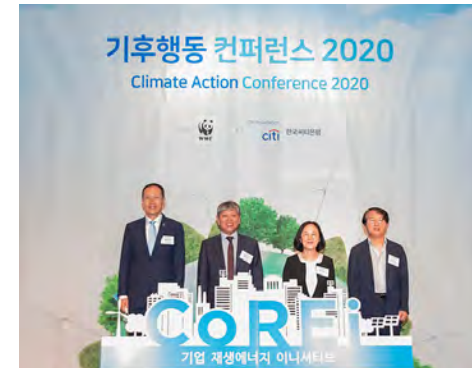 기후행동 컨퍼런스 2020
Climate Action Conference 2020
WWF
citi 한국씨티은행
CoREi
기업 재생에너지 이니셔티브